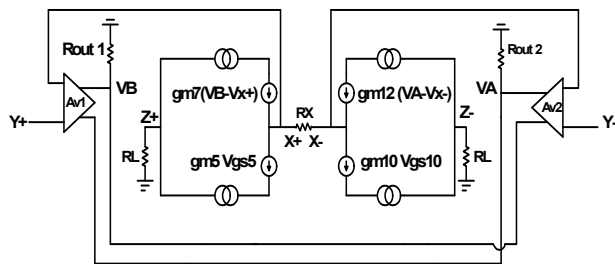 Rout 1
Rout 2
gm7(VB-Vx+)
gm12 (VA-Vx-)
VB
VA
Av1
Av2
RX
Z+
Z-
Y+
Y-
X+ X-
RL
gm5 Vgs5
gm10 Vgs10
RL